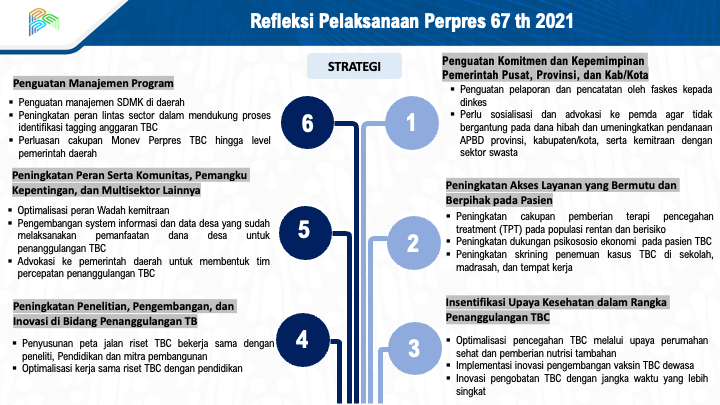 Refleksi Pelaksanaan Perpres 67 th 2021
STRATEGI
Penguatan Komitmen dan Kepemimpinan
Pemerintah Pusat, Provinsi, dan Kab/Kota
▪ Penguatan pelaporan dan pencatatan oleh faskes kepada
dinkes
▪ Perlu sosialisasi dan advokasi ke pemda agar tidak
bergantung pada dana hibah dan umeningkatkan pendanaan
APBD provinsi, kabupaten/kota, serta kemitraan dengan
sektor swasta
1
Peningkatan Akses Layanan yang Bermutu dan
Berpihak pada Pasien
▪ Peningkatan cakupan pemberian terapi pencegahan
treatment (TPT) pada populasi rentan dan berisiko
▪ Peningkatan dukungan psikososio ekonomi pada pasien TBC
▪ Peningkatan skrining penemuan kasus TBC di sekolah,
madrasah, dan tempat kerja
2
Insentifikasi Upaya Kesehatan dalam Rangka
Penanggulangan TBC
▪ Optimalisasi pencegahan TBC melalui upaya perumahan
sehat dan pemberian nutrisi tambahan
▪ Implementasi inovasi pengembangan vaksin TBC dewasa
▪ Inovasi pengobatan TBC dengan jangka waktu yang lebih
singkat
3
Peningkatan Penelitian, Pengembangan, dan
Inovasi di Bidang Penanggulangan TB
▪ Penyusunan peta jalan riset TBC bekerja sama dengan
peneliti, Pendidikan dan mitra pembangunan
▪ Optimalisasi kerja sama riset TBC dengan pendidikan
4
Peningkatan Peran Serta Komunitas, Pemangku
Kepentingan, dan Multisektor Lainnya
▪ Optimalisasi peran Wadah kemitraan
▪ Pengembangan system informasi dan data desa yang sudah
melaksanakan pemanfaatan dana desa untuk
penanggulangan TBC
▪ Advokasi ke pemerintah daerah untuk membentuk tim
percepatan penanggulangan TBC
5
Penguatan Manajemen Program
▪ Penguatan manajemen SDMK di daerah
▪ Peningkatan peran lintas sector dalam mendukung proses
identifikasi tagging anggaran TBC
▪ Perluasan cakupan Monev Perpres TBC hingga level
pemerintah daerah
6